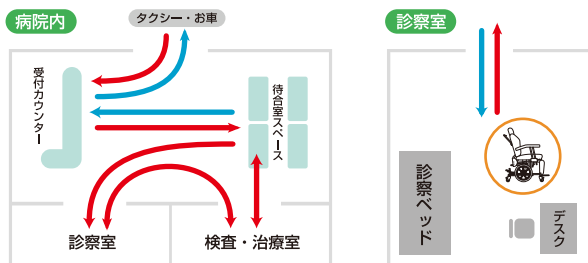 病院内
タクシー・お車
受付カウンター
待合室スペース
診察室
検査・治療室
診察室
診察ベッド
デスク